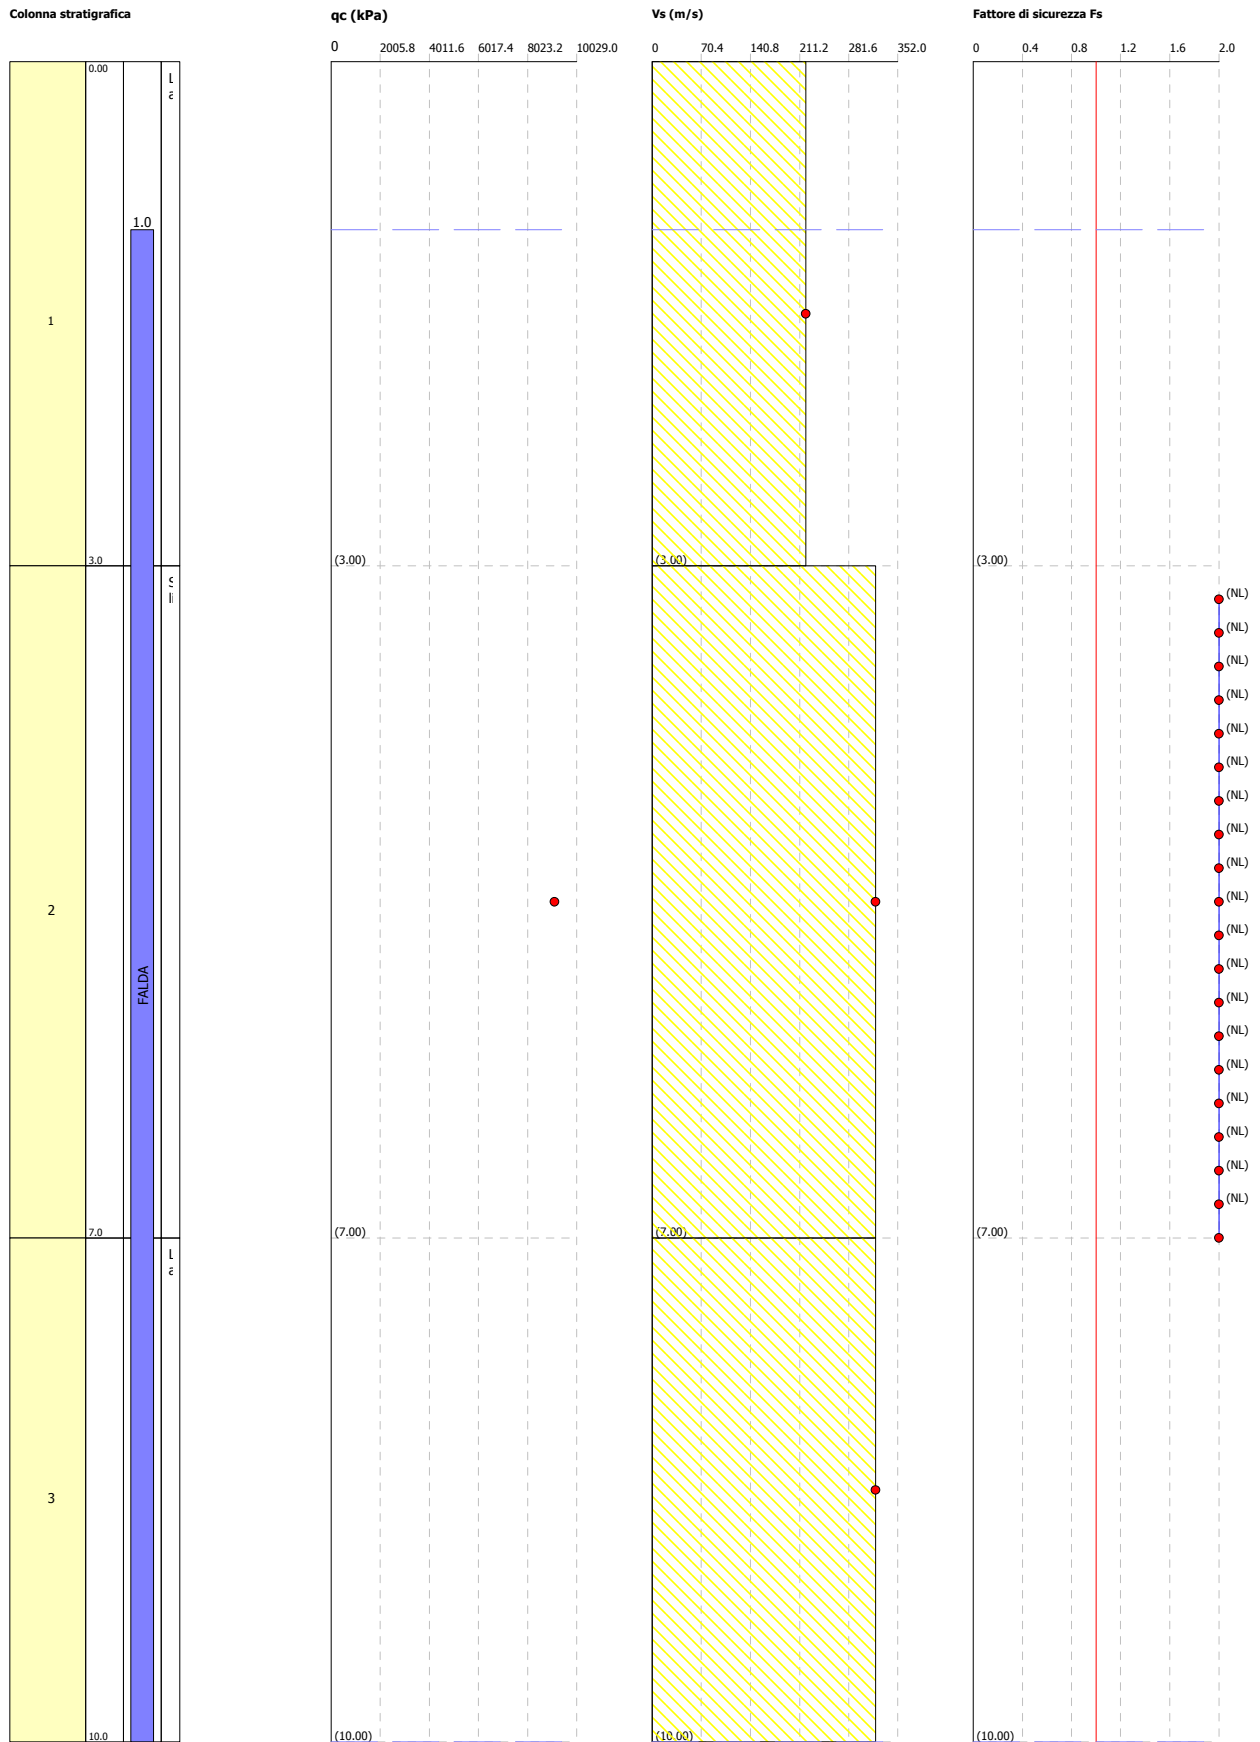 Colonna stratigrafica
qc (kPa)
Vs (m/s)
Fattore di sicurezza Fs
0 2005.8 4011.6 6017.4 8023.2 10029.0
0 70.4 140.8 211.2 281.6 352.0
0 0.4 0.8 1.2 1.6 2.0
0.00
1.0
1
3.0
(3.00)
(3.00)
(3.00)
(NL)
(NL)
(NL)
(NL)
(NL)
(NL)
(NL)
(NL)
(NL)
2
(NL)
(NL)
FALDA
(NL)
(NL)
(NL)
(NL)
(NL)
(NL)
(NL)
(NL)
7.0
(7.00)
(7.00)
(7.00)
3
10.0
(10.00)
(10.00)
(10.00)